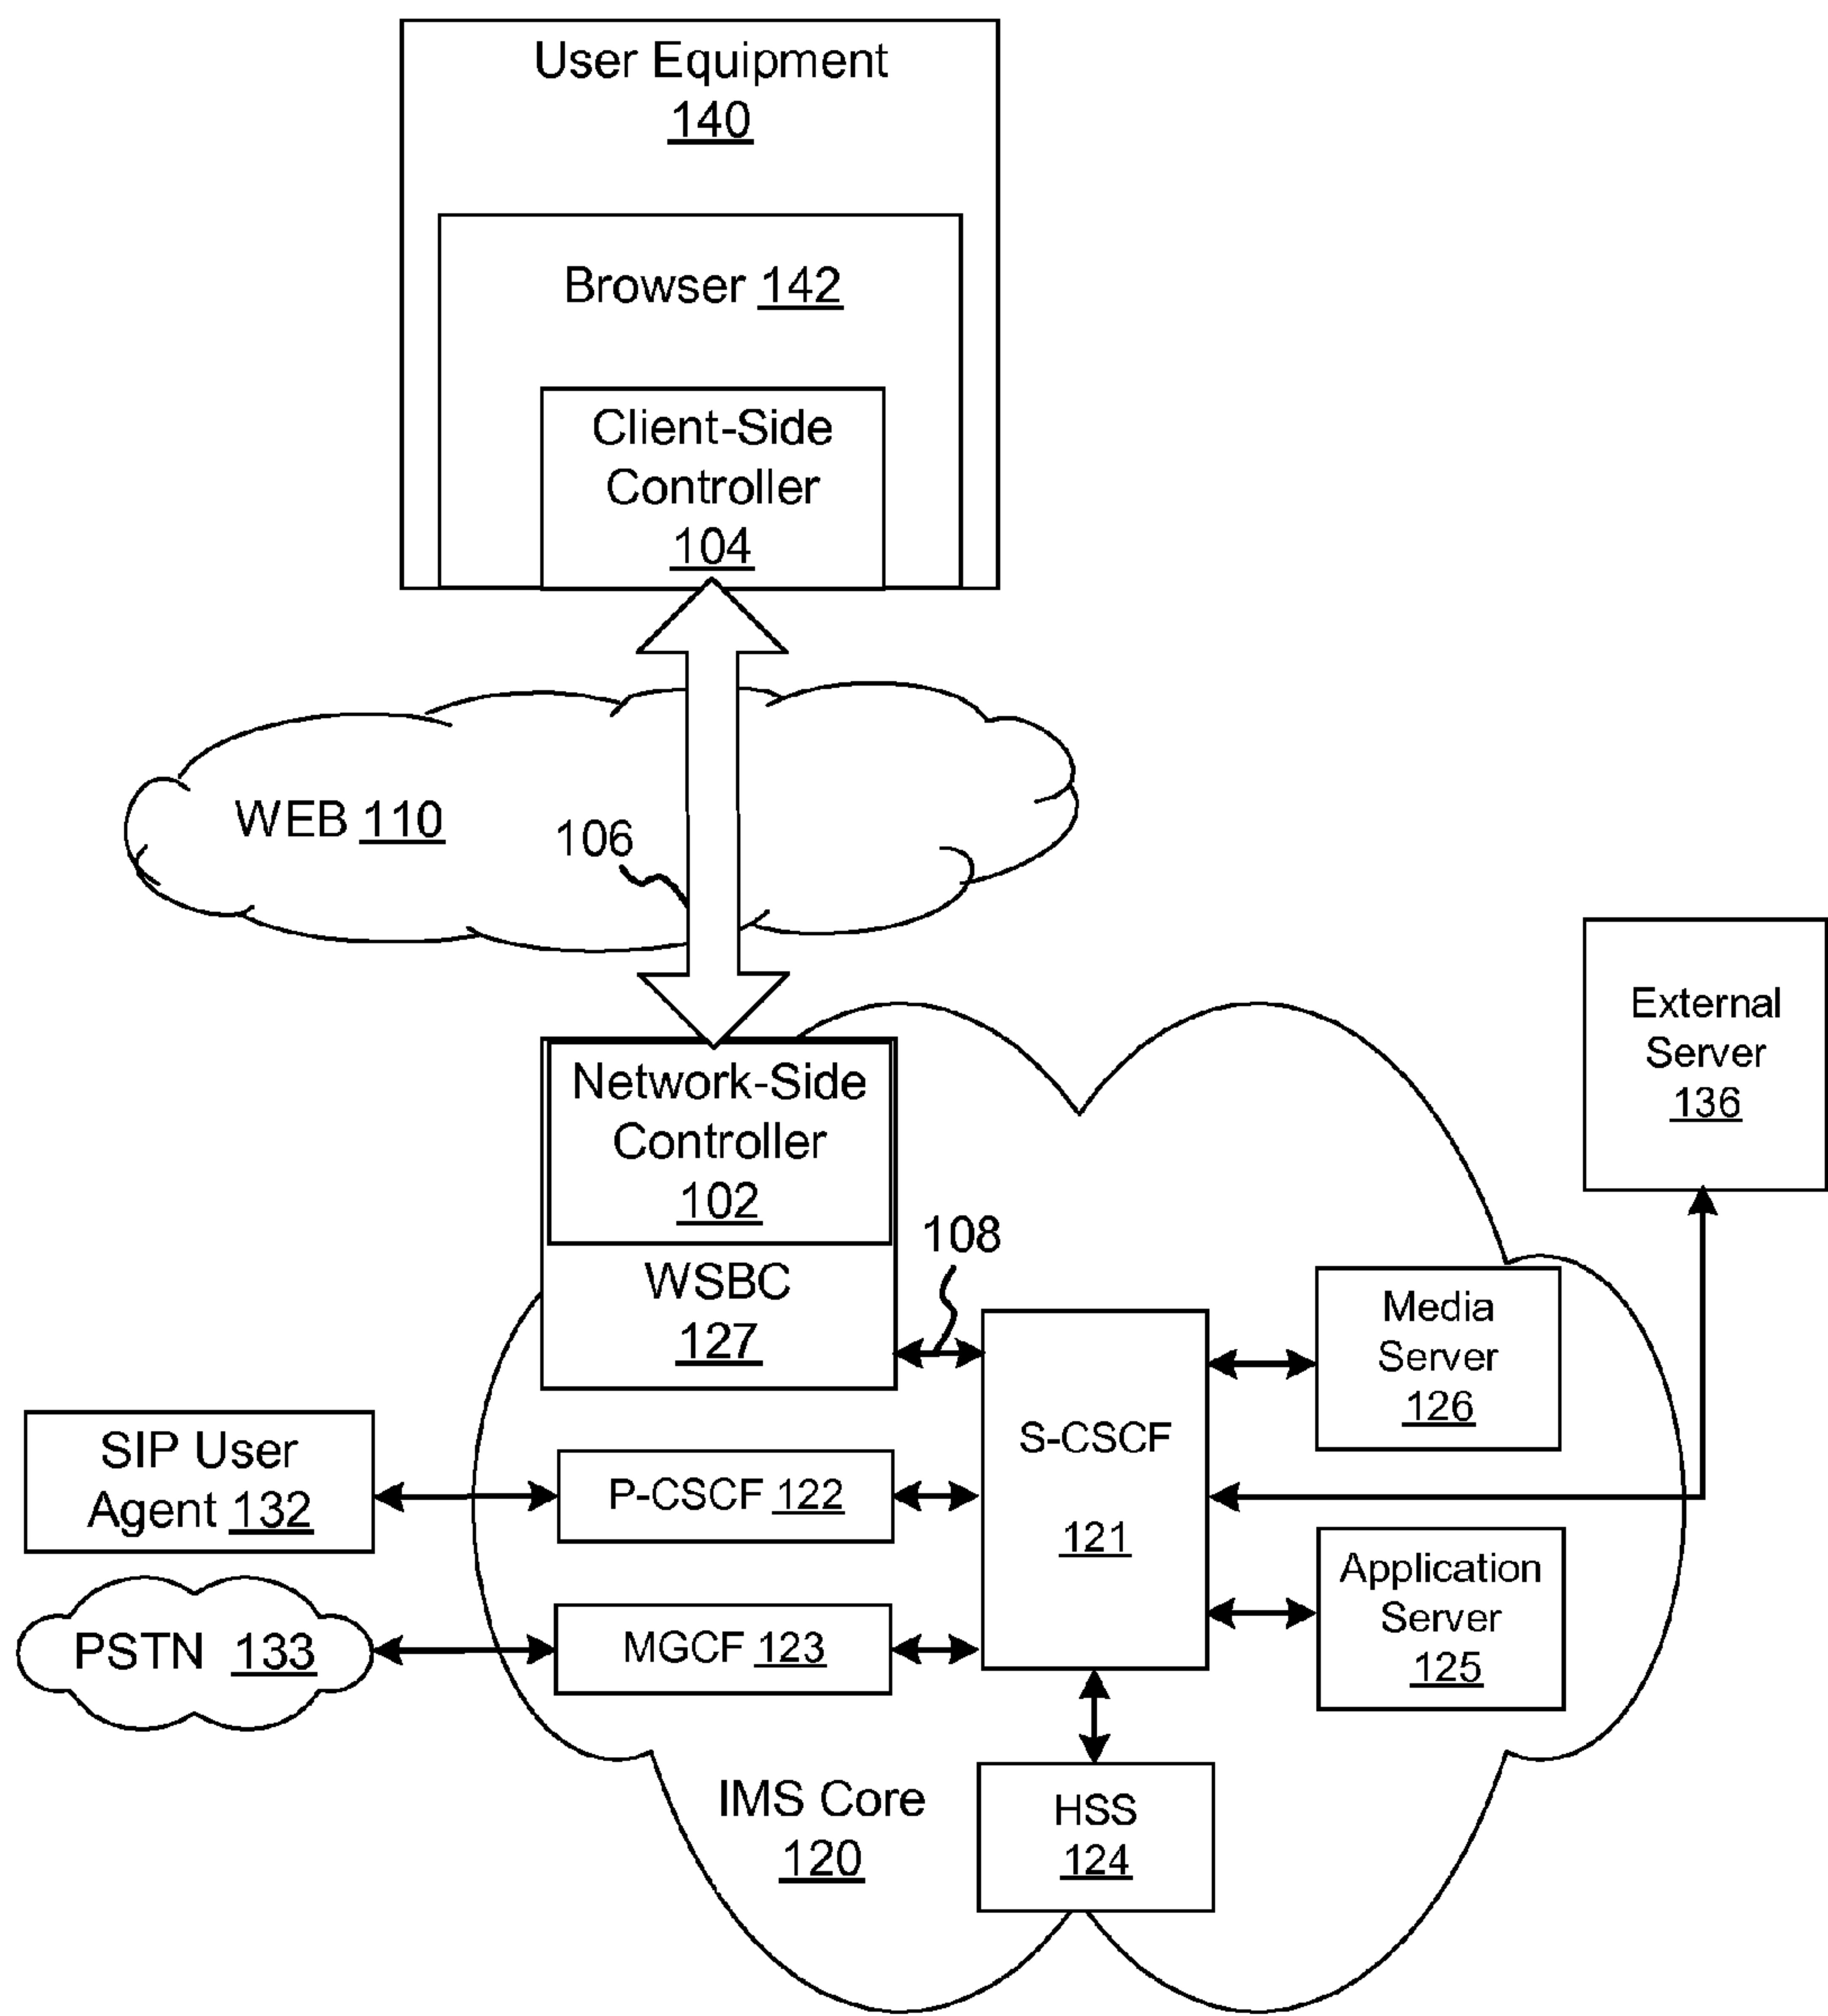 User Equipment
140
Browser 142
Client-Side
Controller
104
WEB 110
106
External
Server
136
Network-Side
Controller
102
WSBC
127
108
Media
Server
126
S-CSCF
121
SIP User
Agent 132
P-CSCF 122
Application
Server
125
PSTN 133
MGCF 123
IMS Core
120
HSS
124